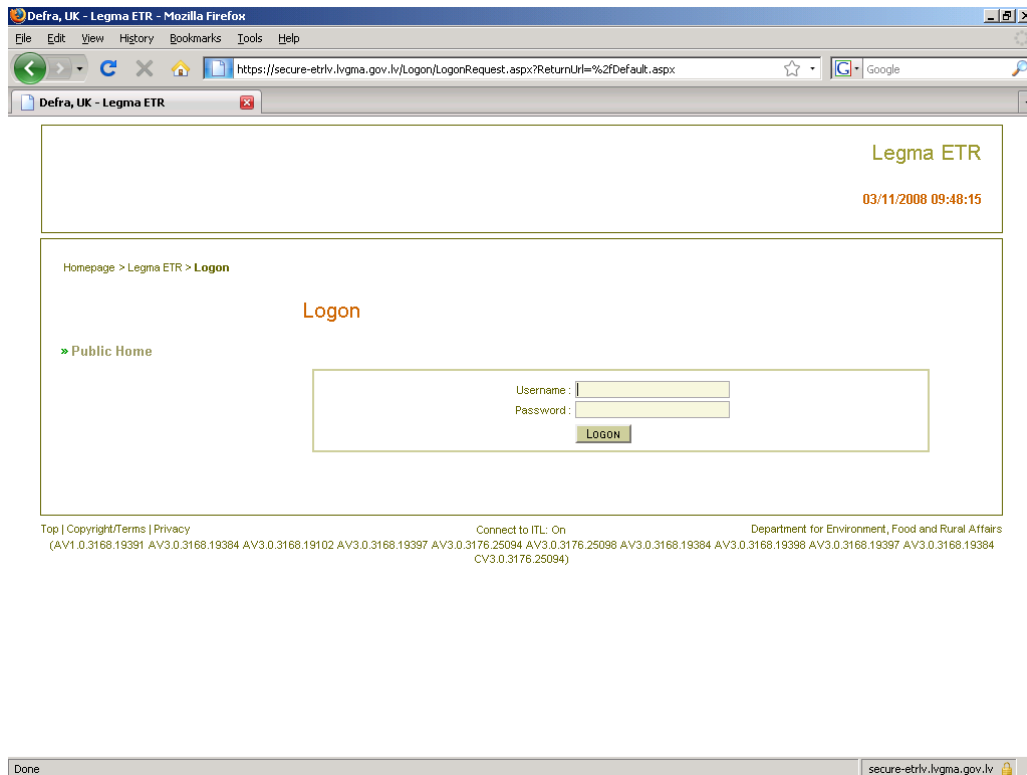 Defra, UK - Legma ETR - Mozilla Firefox
File Edit View History Bookmarks Tools Help
https://secure-etrlv.lvgma.gov.lv/Logon/LogonRequest.aspx?ReturnUrl=%2fDefault.aspx
G Google
Defra, UK - Legma ETR
Legma ETR
03/11/2008 09:48:15
Homepage > Legma ETR > Logon
Logon
» Public Home
Username :
Password :
LOGON
Top | Copyright/Terms | Privacy
Connect to ITL: On
Department for Environment, Food and Rural Affairs
(AV1.0.3168.19391 AV3.0.3168.19384 AV3.0.3168.19102 AV3.0.3168.19397 AV3.0.3176.25094 AV3.0.3176.25098 AV3.0.3168.19384 AV3.0.3168.19398 AV3.0.3168.19397 AV3.0.3168.19384
CV3.0.3176.25094)
Done
secure-etrlv.lvgma.gov.lv